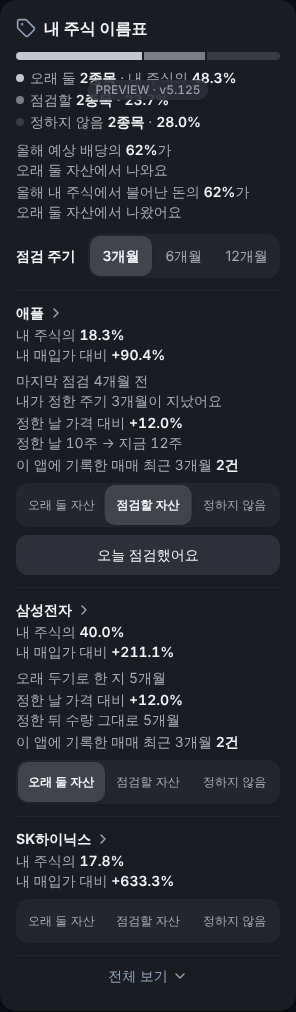 내 주식 이름표
오래 둘 2종목 · 내 주식의 48.3%
PREVIEW · v5.125
점검할 2종목 · 23.7%
정하지 않음 2종목 · 28.0%
올해 예상 배당의 62%가
오래 둘 자산에서 나와요
올해 내 주식에서 불어난 돈의 62%가
오래 둘 자산에서 나왔어요
점검 주기 3개월 6개월 12개월
애플
내 주식의 18.3%
내 매입가 대비 +90.4%
마지막 점검 4개월 전
내가 정한 주기 3개월이 지났어요
정한 날 가격 대비 +12.0%
정한 날 10주 → 지금 12주
이 앱에 기록한 매매 최근 3개월 2건
오래 둘 자산 점검할 자산 정하지 않음
오늘 점검했어요
삼성전자
내 주식의 40.0%
내 매입가 대비 +211.1%
오래 두기로 한 지 5개월
정한 날 가격 대비 +12.0%
정한 뒤 수량 그대로 5개월
이 앱에 기록한 매매 최근 3개월 2건
오래 둘 자산 점검할 자산 정하지 않음
SK하이닉스
내 주식의 17.8%
내 매입가 대비 +633.3%
오래 둘 자산 점검할 자산 정하지 않음
전체 보기